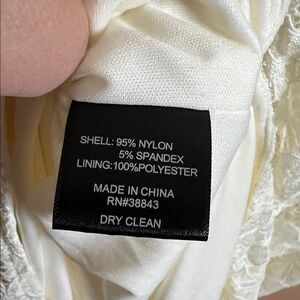 SHELL: 95% NYLON
5% SPANDEX
LINING:100%POLYESTER
MADE IN CHINA
RN#38843
DRY CLEAN